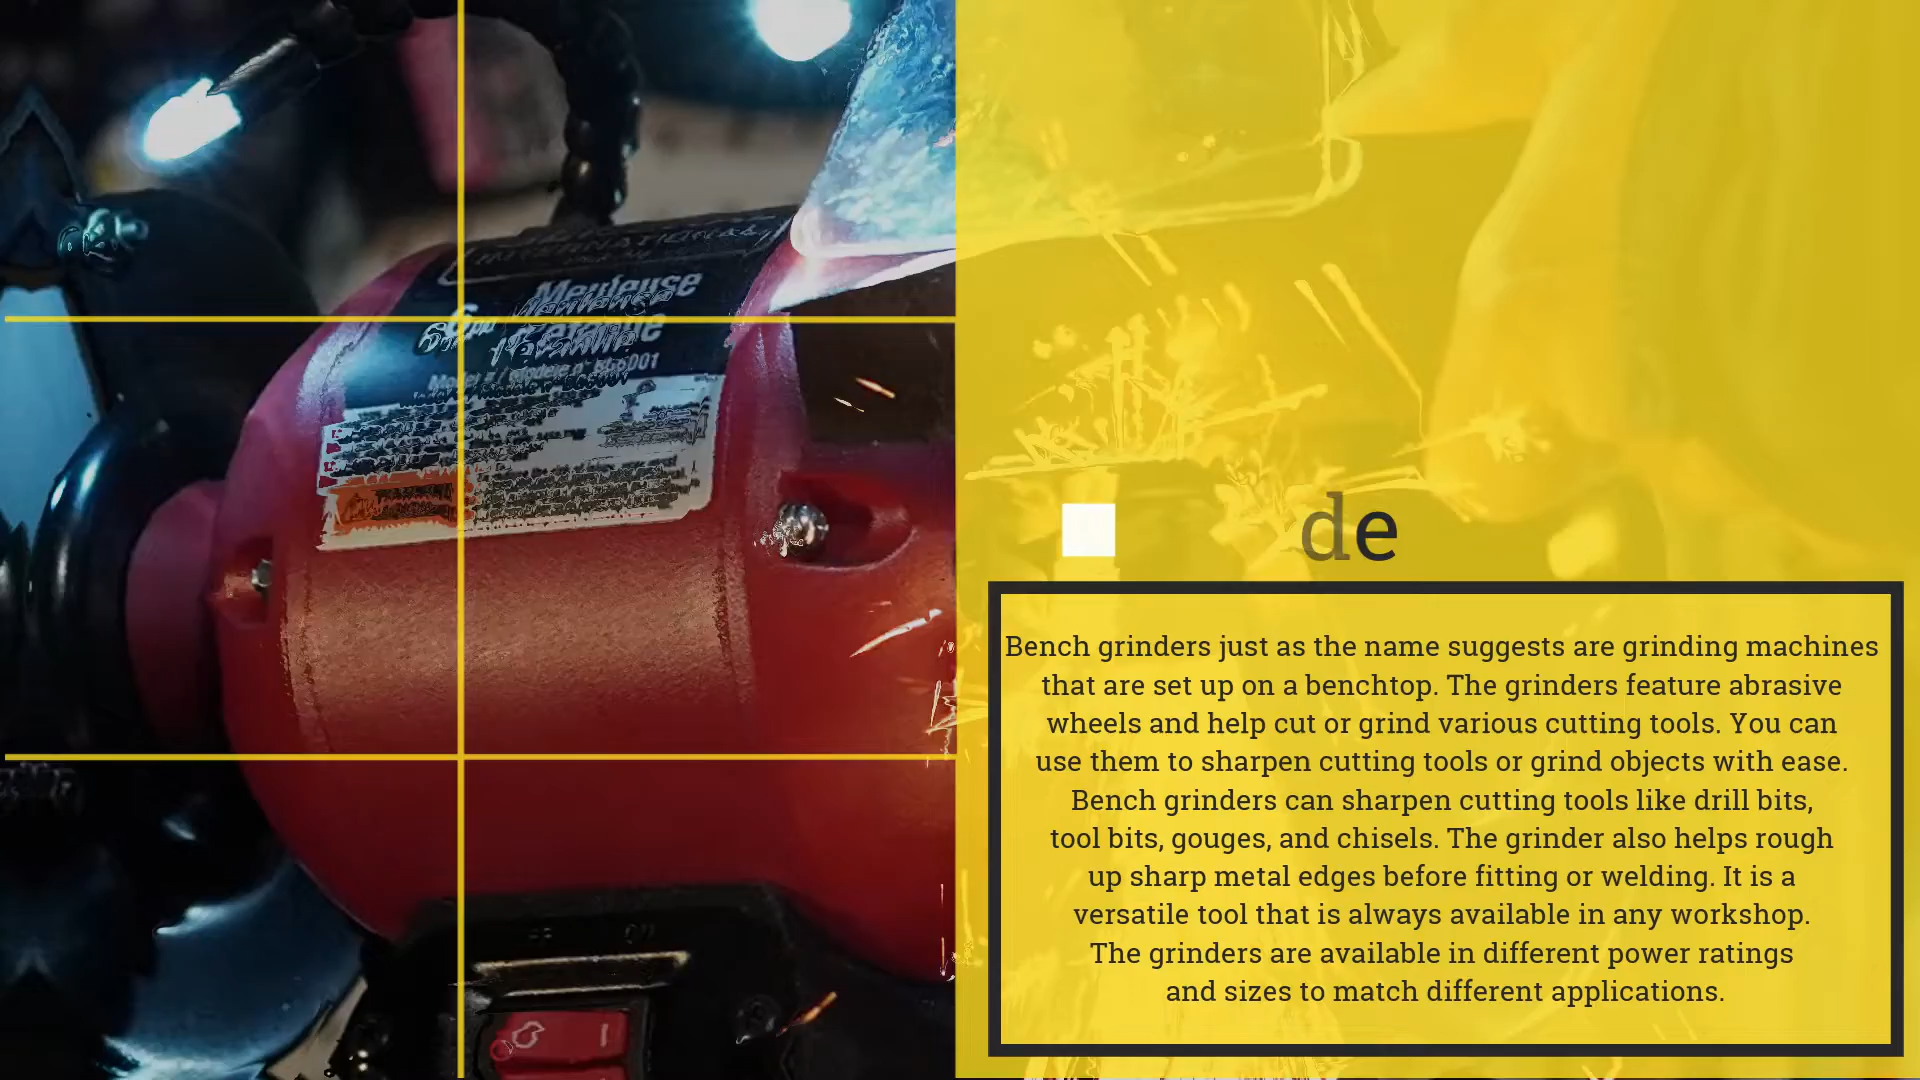 Meuleuse
de
Bench grinders just as the name suggests are grinding machines
that are set up on a benchtop. The grinders feature abrasive
wheels and help cut or grind various cutting tools. You can
use them to sharpen cutting tools or grind objects with ease.
Bench grinders can sharpen cutting tools like drill bits,
tool bits, gouges, and chisels. The grinder also helps rough
up sharp metal edges before fitting or welding. It is a
versatile tool that is always available in any workshop.
The grinders are available in different power ratings
and sizes to match different applications.